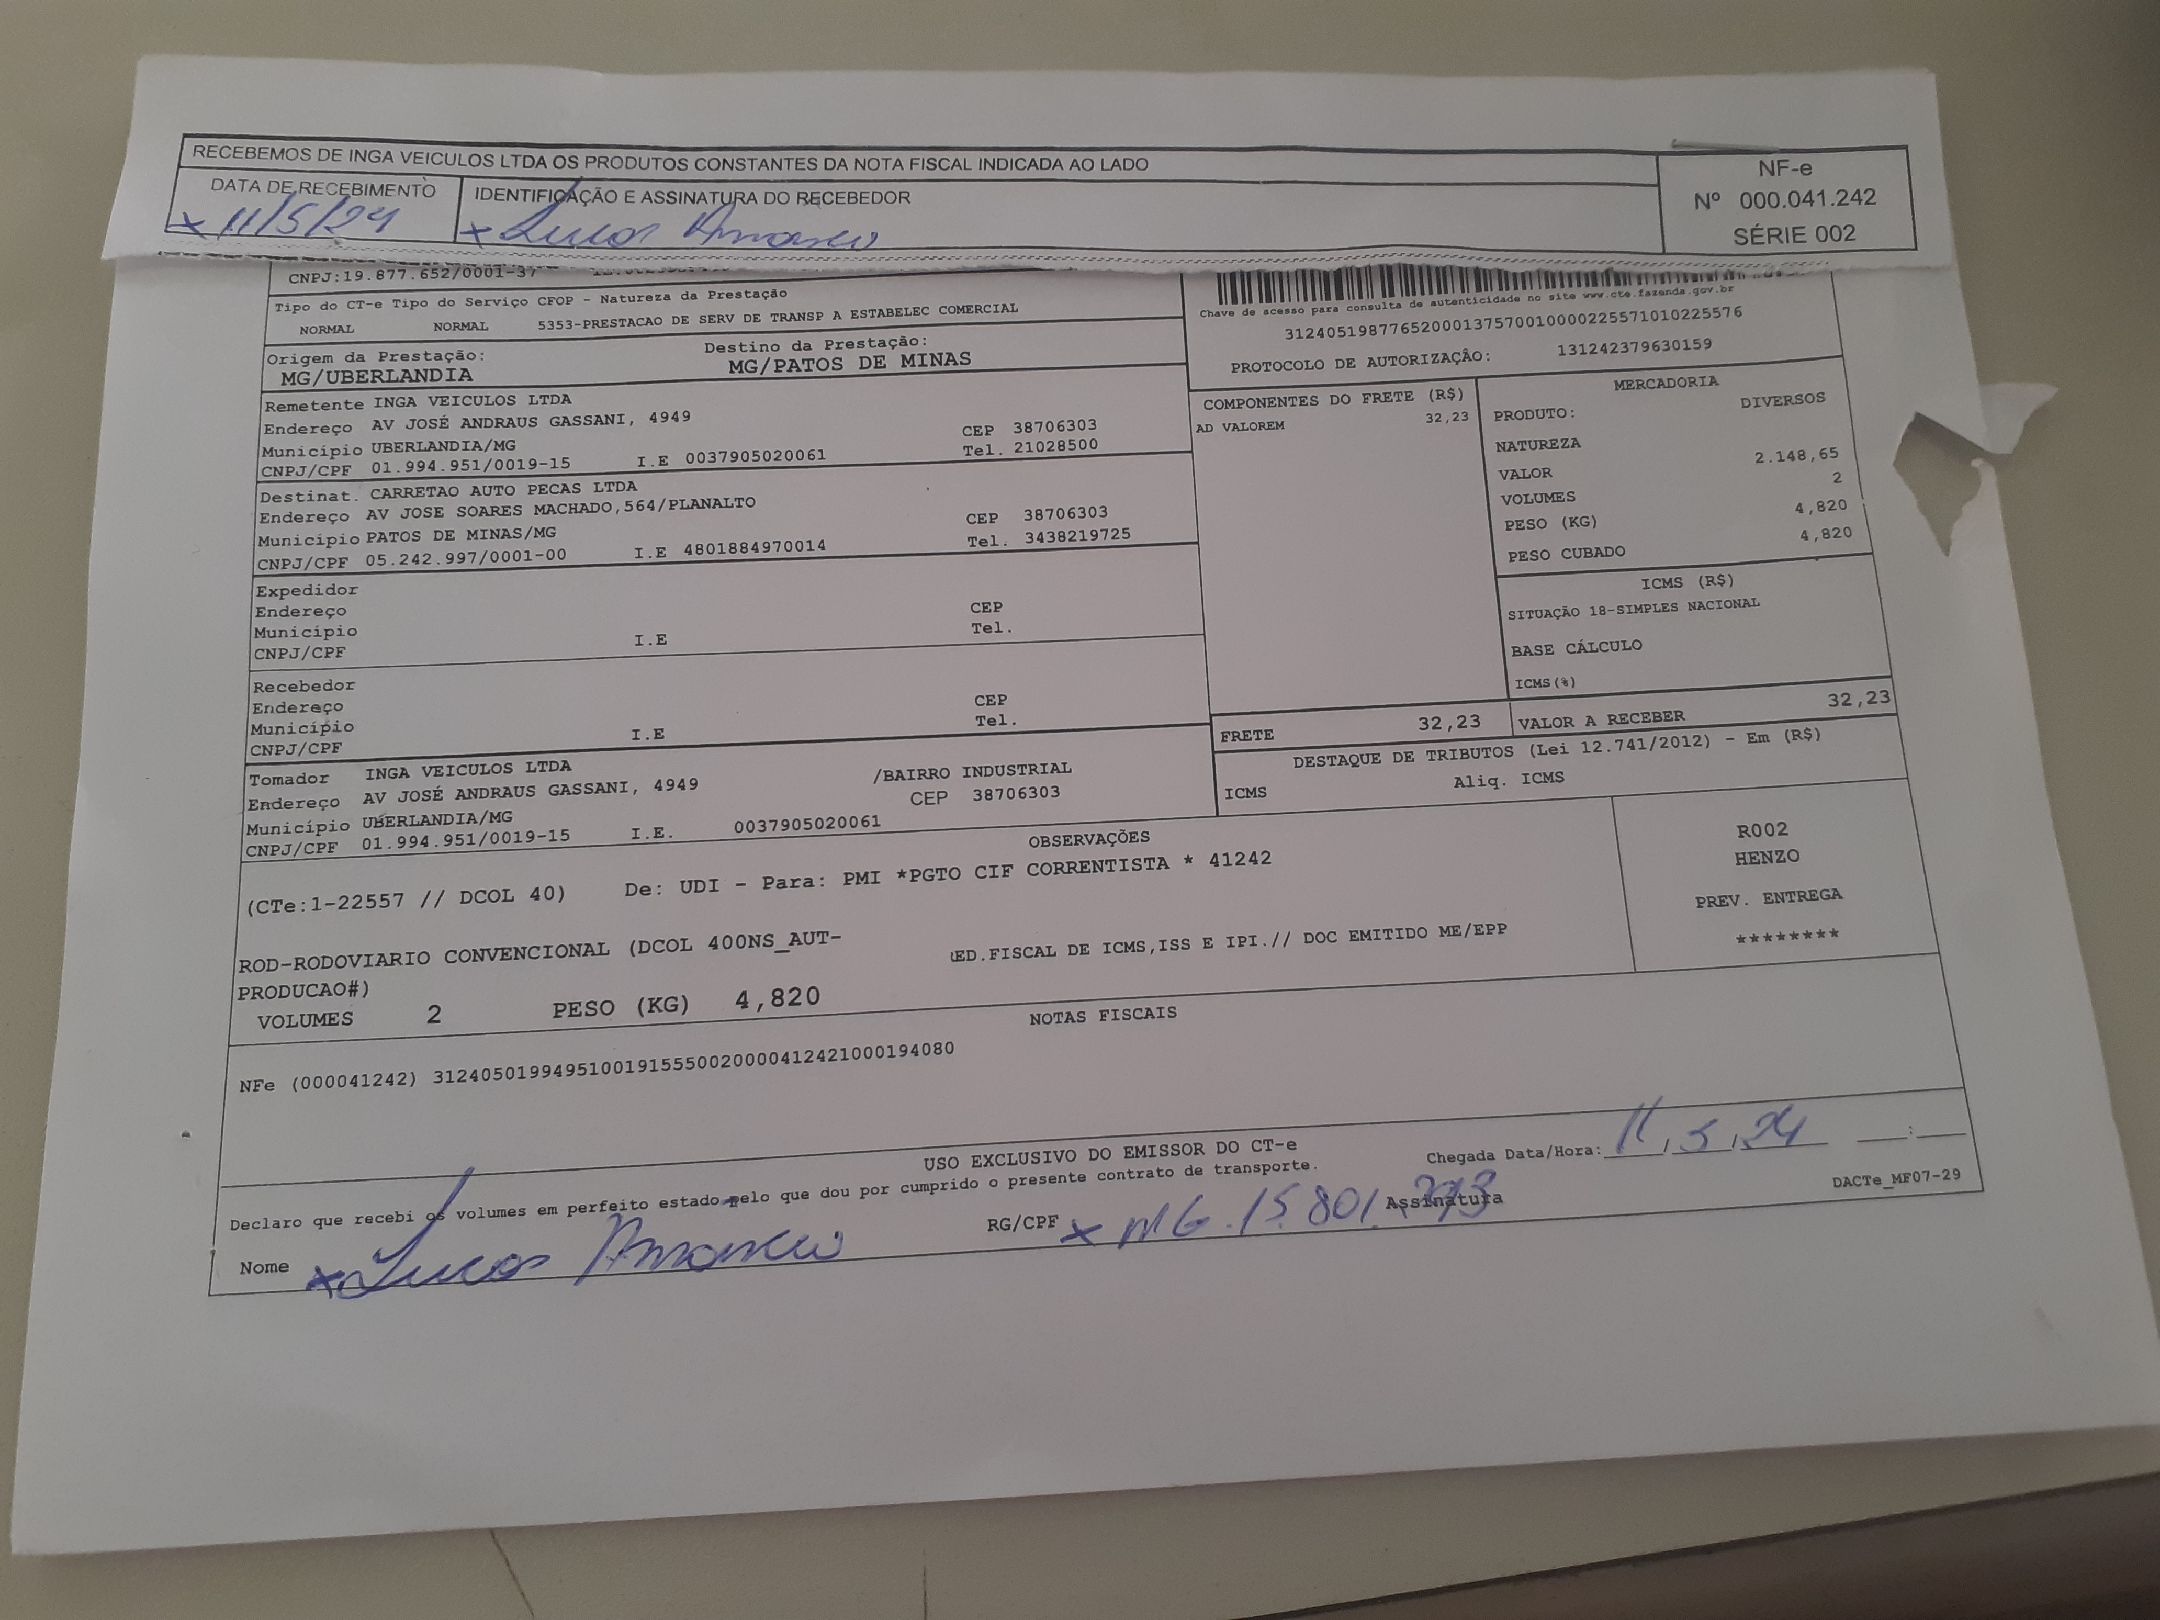 RECEBEMOS DE INGA VEICULOS LTDA OS PRODUTOS CONSTANTES DA NOTA FISCAL INDICADA AO LADO
DATA DE RECEBIMENTO IDENTIFICAÇÃO E ASSINATURA DO RECEBEDOR
x 11/5/24 x Lucas
NF-e
Nº 000.041.242
SÉRIE 002
CNPJ:19.877.652/0001-37
Tipo do CT-e Tipo do Serviço CFOP - Natureza da Prestação
NORMAL NORMAL 5353-PRESTACAO DE SERV DE TRANSP A ESTABELEC COMERCIAL
Origem da Prestação: Destino da Prestação:
MG/UBERLANDIA MG/PATOS DE MINAS
Chave de acesso para consulta de autenticidade no site www.cte.fazenda.gov.br
31240519877652000137570010000225571010225576
PROTOCOLO DE AUTORIZAÇÂO: 131242379630159
Remetente INGA VEICULOS LTDA
Endereço AV JOSÉ ANDRAUS GASSANI, 4949 CEP 38706303
Município UBERLANDIA/MG Tel. 21028500
CNPJ/CPF 01.994.951/0019-15 I.E 0037905020061
Destinat. CARRETAO AUTO PECAS LTDA
Endereço AV JOSE SOARES MACHADO,564/PLANALTO CEP 38706303
Município PATOS DE MINAS/MG Tel. 3438219725
CNPJ/CPF 05.242.997/0001-00 I.E 4801884970014
Expedidor
Endereço CEP
Município Tel.
CNPJ/CPF I.E
Recebedor
Endereço CEP
Município Tel.
CNPJ/CPF I.E
Tomador INGA VEICULOS LTDA /BAIRRO INDUSTRIAL
Endereço AV JOSÉ ANDRAUS GASSANI, 4949 CEP 38706303
Município UBERLANDIA/MG
CNPJ/CPF 01.994.951/0019-15 I.E. 0037905020061
COMPONENTES DO FRETE (R$)
AD VALOREM 32,23
MERCADORIA
PRODUTO: DIVERSOS
NATUREZA
VALOR 2.148,65
VOLUMES 2
PESO (KG) 4,820
PESO CUBADO 4,820
ICMS (R$)
SITUAÇÃO 18-SIMPLES NACIONAL
BASE CÁLCULO
ICMS(%)
FRETE 32,23 VALOR A RECEBER 32,23
DESTAQUE DE TRIBUTOS (Lei 12.741/2012) - Em (R$)
ICMS Aliq. ICMS
OBSERVAÇÕES
(CTe:1-22557 // DCOL 40) De: UDI - Para: PMI *PGTO CIF CORRENTISTA * 41242
ROD-RODOVIARIO CONVENCIONAL (DCOL 400NS_AUT- ED.FISCAL DE ICMS,ISS E IPI.// DOC EMITIDO ME/EPP
PRODUCAO#)
VOLUMES 2 PESO (KG) 4,820
R002
HENZO
PREV. ENTREGA
********
NOTAS FISCAIS
NFe (000041242) 31240501994951001915550020000412421000194080
USO EXCLUSIVO DO EMISSOR DO CT-e
Declaro que recebi os volumes em perfeito estado pelo que dou por cumprido o presente contrato de transporte.
Chegada Data/Hora: 11/5/24 ____:____
Nome x Lucas RG/CPF x MG.15.801. Assinatura
DACTe_MF07-29